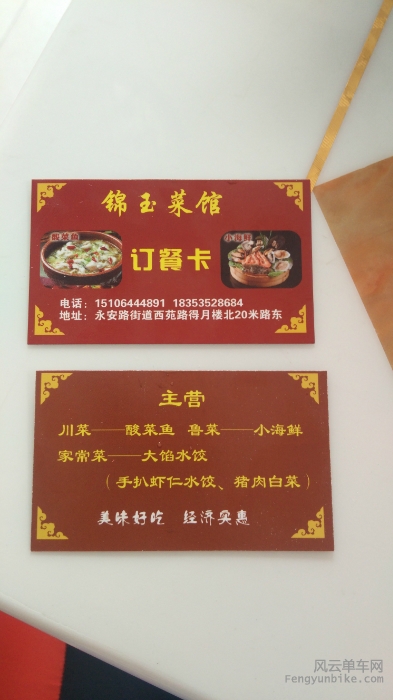 锦玉菜馆
酸菜鱼
订餐卡
小海鲜
电话：15106444891 18353528684
地址：永安路街道西苑路得月楼北20米路东
主营
川菜——酸菜鱼 鲁菜——小海鲜
家常菜——大馅水饺
（手扒虾仁水饺、猪肉白菜）
美味好吃 经济实惠
风云单车网
Fengyunbike.com